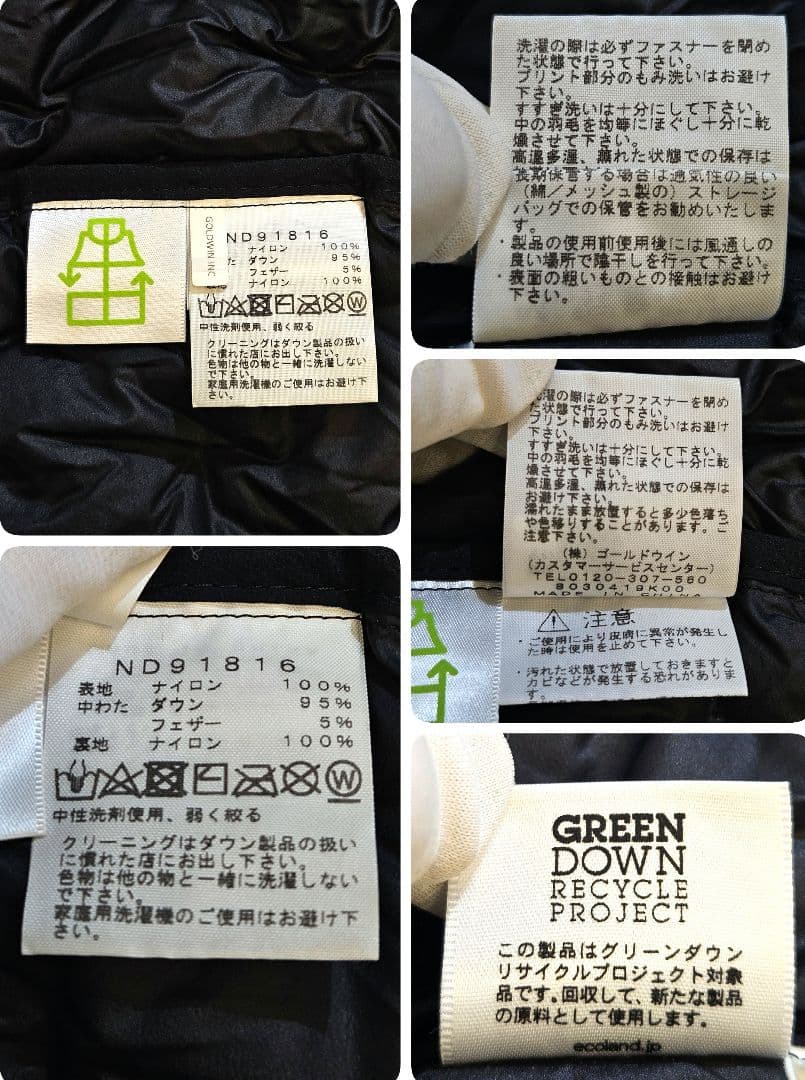 GOLDWIN INC
ND91816
ナイロン 100%
た ダウン 95%
フェザー 5%
ナイロン 100%
中性洗剤使用、弱く絞る
クリーニングはダウン製品の扱い
に慣れた店にお出し下さい。
色物は他の物と一緒に洗濯しない
で下さい。
家庭用洗濯機のご使用はお避け下
さい。
洗濯の際は必ずファスナーを閉め
た状態で行って下さい。
プリント部分のもみ洗いはお避け
下さい。
すすぎ洗いは十分にして下さい。
中の羽毛を均等にほぐし十分に乾
燥させて下さい。
高温多湿、蒸れた状態での保存は
長期保管する場合は通気性の良い
(綿/メッシュ製の)ストレージ
バッグでの保管をお勧めいたしま
す。
・製品の使用前使用後には風通しの
良い場所で陰干しを行って下さい。
・表面の粗いものとの接触はお避け
下さい。
洗濯の際は必ずファスナーを閉め
た状態で行って下さい。
プリント部分のもみ洗いはお避け
下さい。
すすぎ洗いは十分にして下さい。
中の羽毛を均等にほぐし十分に乾
燥させて下さい。
高温多湿、蒸れた状態での保存は
お避け下さい。
濡れたまま放置すると多少色落ち
や色移りすることがあります。ご
注意下さい。
(株)ゴールドウイン
(カスタマーサービスセンター)
TEL0120-307-560
8030419K00
MADE IN CHINA
注意
・ご使用により皮膚に異常が発生し
た時は使用を止めて下さい。
・汚れた状態で放置しておきますと
カビなどが発生する恐れがありま
す。
ND91816
表地 ナイロン 100%
中わた ダウン 95%
フェザー 5%
裏地 ナイロン 100%
W
中性洗剤使用、弱く絞る
クリーニングはダウン製品の扱い
に慣れた店にお出し下さい。
色物は他の物と一緒に洗濯しない
で下さい。
家庭用洗濯機のご使用はお避け下
さい。
GREEN
DOWN
RECYCLE
PROJECT
この製品はグリーンダウン
リサイクルプロジェクト対象
品です。回収して、新たな製品
の原料として使用します。
ecoland.jp